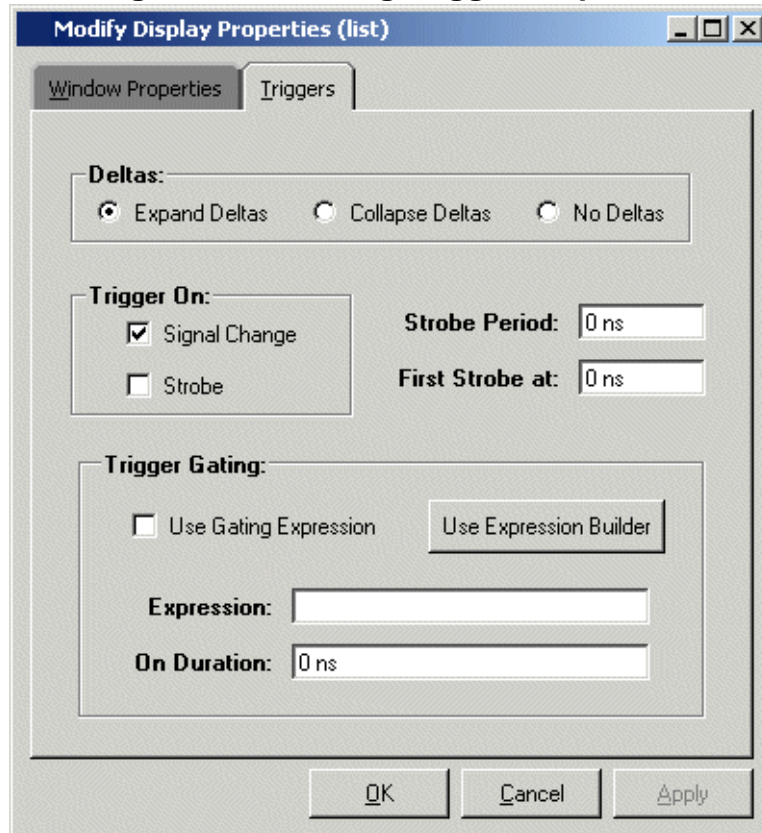 Modify Display Properties (list)
Window Properties Triggers
Deltas:
Expand Deltas Collapse Deltas No Deltas
Trigger On:
Signal Change
Strobe
Strobe Period: 0 ns
First Strobe at: 0 ns
Trigger Gating:
Use Gating Expression Use Expression Builder
Expression:
On Duration: 0 ns
OK Cancel Apply